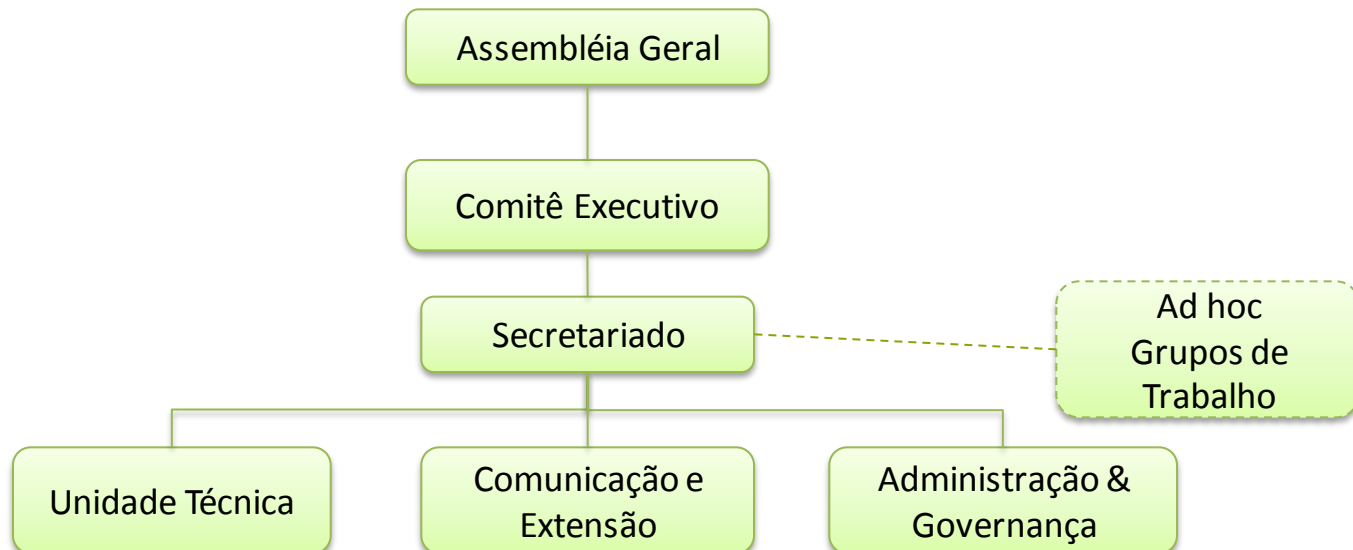 Assembléia Geral
Comitê Executivo
Secretariado
Ad hoc
Grupos de
Trabalho
Unidade Técnica
Comunicação e
Extensão
Administração &
Governança